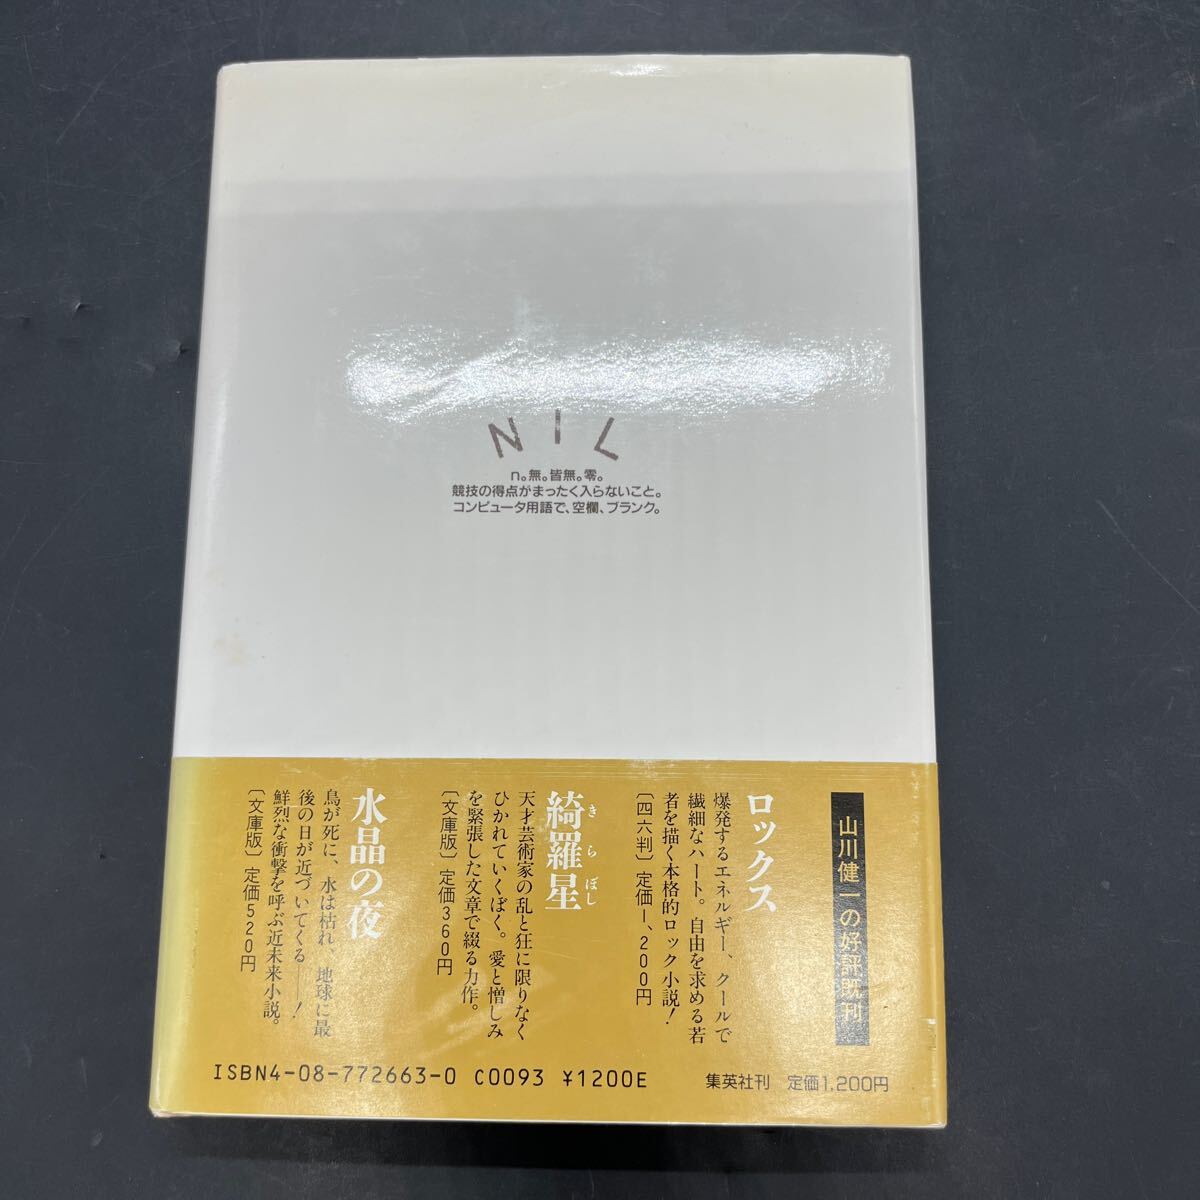 NIL
n。無。皆無。零。
競技の得点がまったく入らないこと。
コンピュータ用語で、空欄、ブランク。
山川健一の好評既刊
ロックス
爆発するエネルギー、クールで
繊細なハート。自由を求める若
者を描く本格的ロック小説!
〔四六判〕定価1、200円
綺羅星
きらぼし
天才芸術家の乱と狂に限りなく
ひかれていくぼく。愛と憎しみ
を緊張した文章で綴る力作。
〔文庫版〕定価360円
水晶の夜
鳥が死に、水は枯れ、地球に最
後の日が近づいてくる——!
鮮烈な衝撃を呼ぶ近未来小説。
〔文庫版〕定価520円
ISBN4-08-772663-0 C0093 ¥1200E
集英社刊 定価1,200円